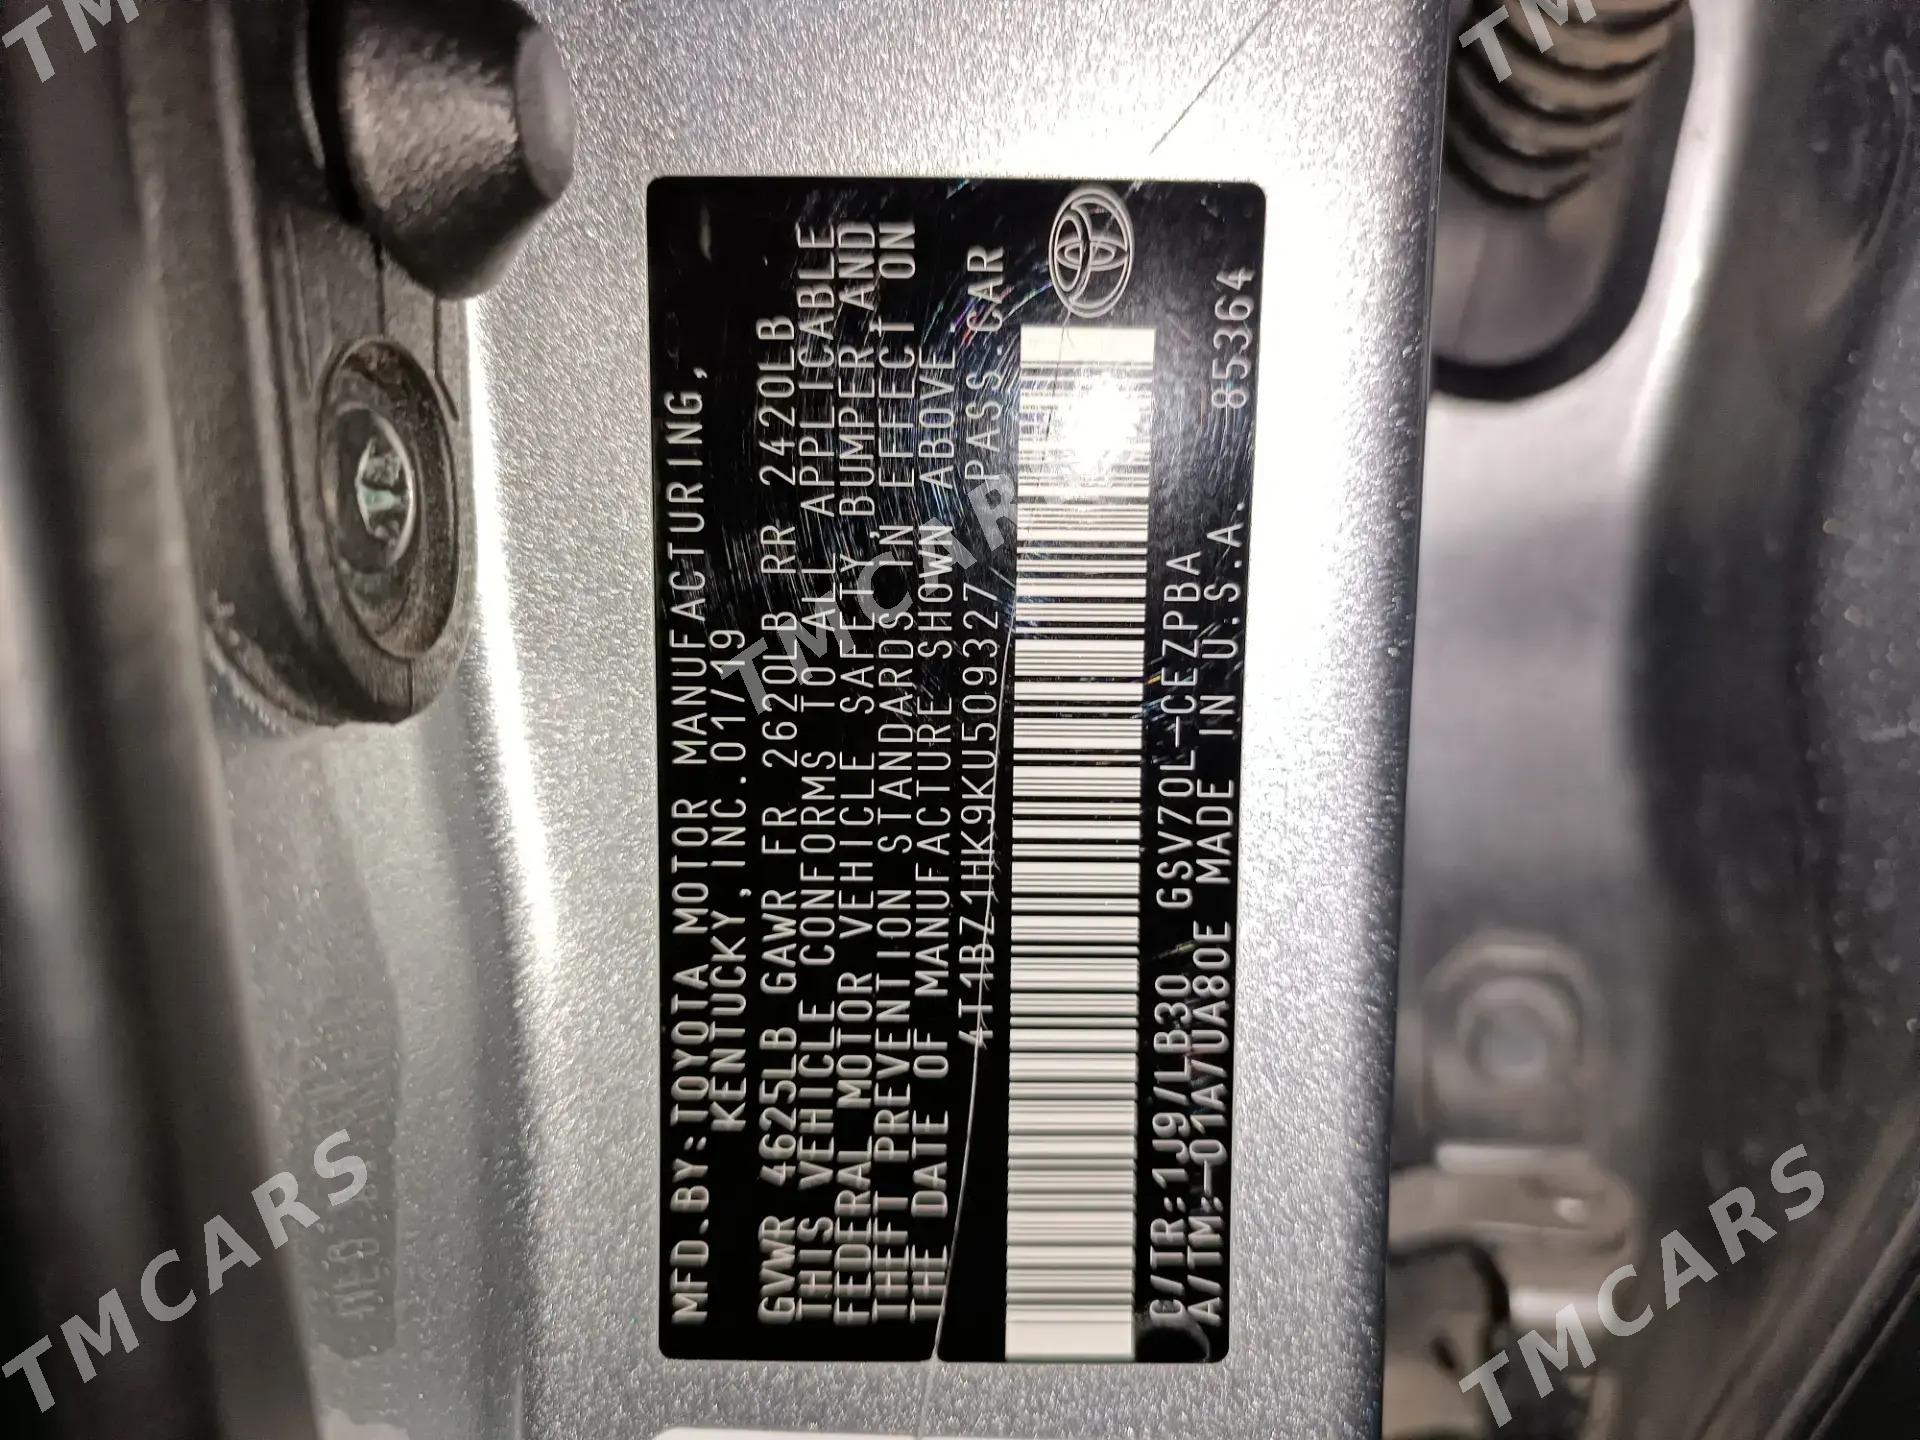 MFD.BY:TOYOTA MOTOR MANUFACTURING,
KENTUCKY,INC.01/19
GVWR 4625LB GAWR FR 2620LB RR 2420LB
THIS VEHICLE CONFORMS TO ALL APPLICABLE
FEDERAL MOTOR VEHICLE SAFETY,BUMPER AND
THEFT PREVENTION STANDARDS IN EFFECT ON
THE DATE OF MANUFACTURE SHOWN ABOVE.
4T1BZ1HK9KU509327 PASS.CAR
C/TR:1J9/LB30 GSV70L-CEZPBA
A/TM:-01A/UA80E MADE IN U.S.A. 85364
TMCARS
TMCARS
TMCARS